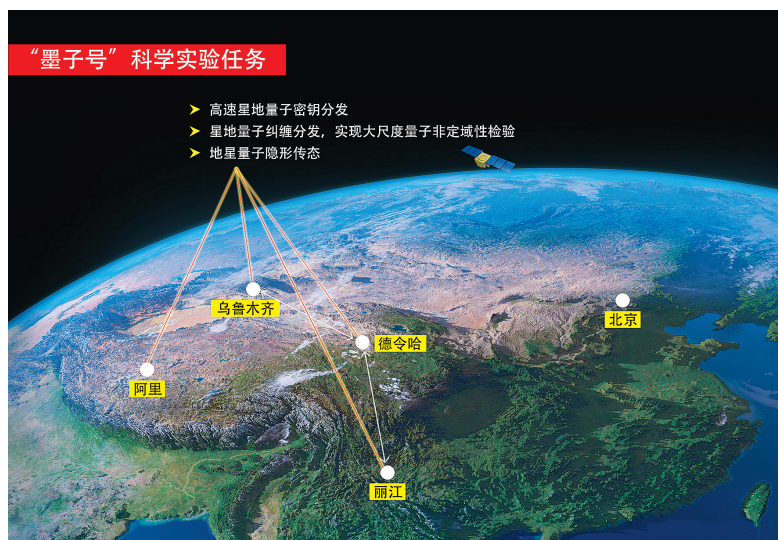 “墨子号”科学实验任务
高速星地量子密钥分发
星地量子纠缠分发，实现大尺度量子非定域性检验
地星量子隐形传态
乌鲁木齐
北京
德令哈
阿里
丽江